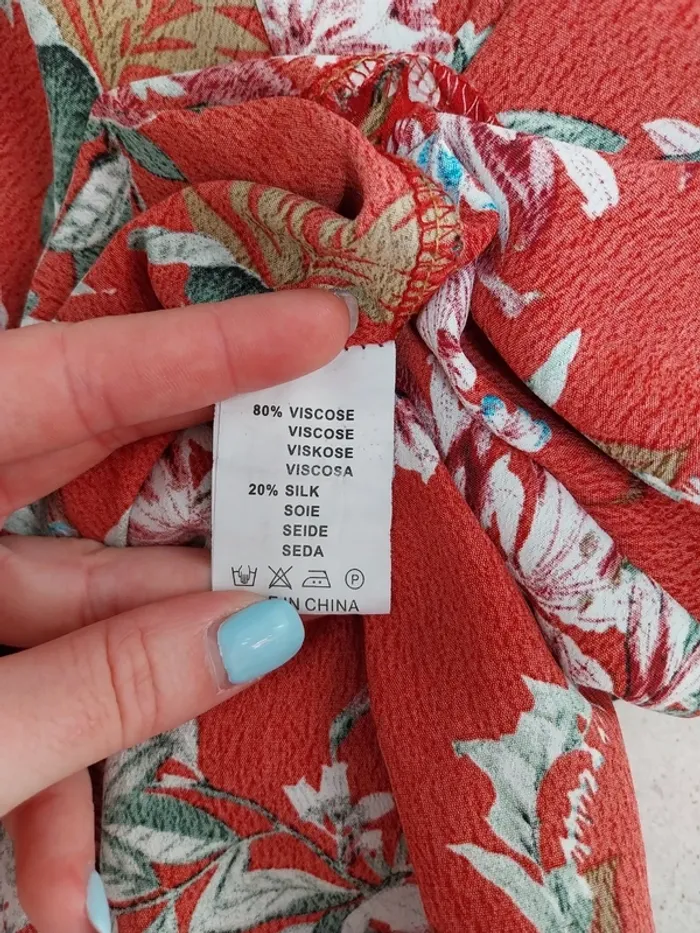 80% VISCOSE
VISCOSE
VISKOSE
VISCOSA
20% SILK
SOIE
SEIDE
SEDA
P
IN CHINA